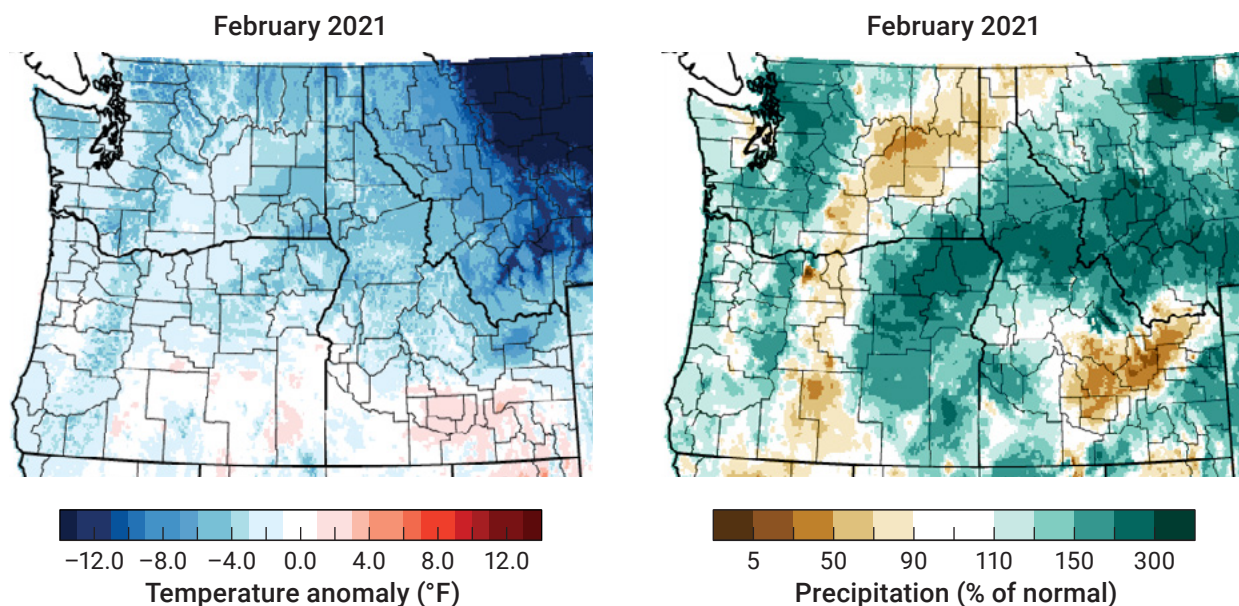 February 2021
February 2021
−12.0 −8.0 −4.0 0.0 4.0 8.0 12.0
Temperature anomaly (°F)
5 50 90 110 150 300
Precipitation (% of normal)